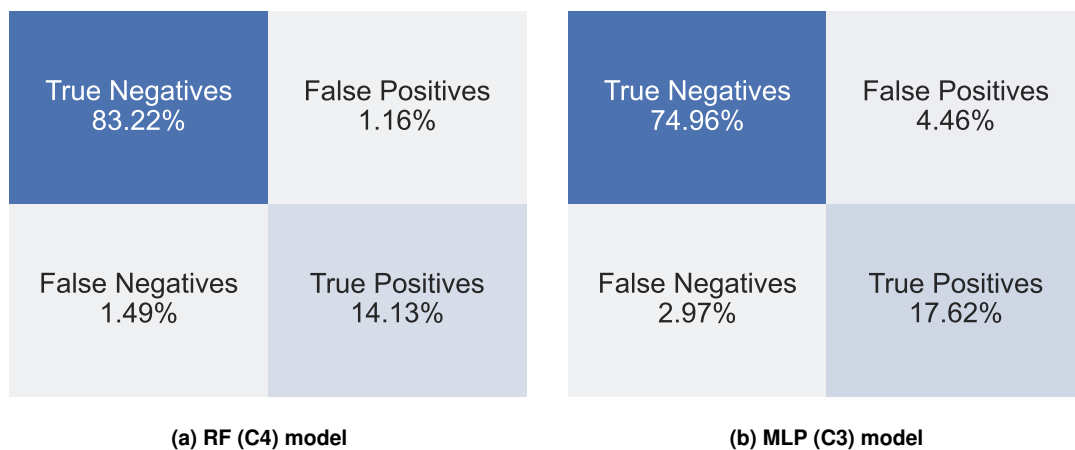 True Negatives
83.22%
False Positives
1.16%
False Negatives
1.49%
True Positives
14.13%
(a) RF (C4) model
True Negatives
74.96%
False Positives
4.46%
False Negatives
2.97%
True Positives
17.62%
(b) MLP (C3) model